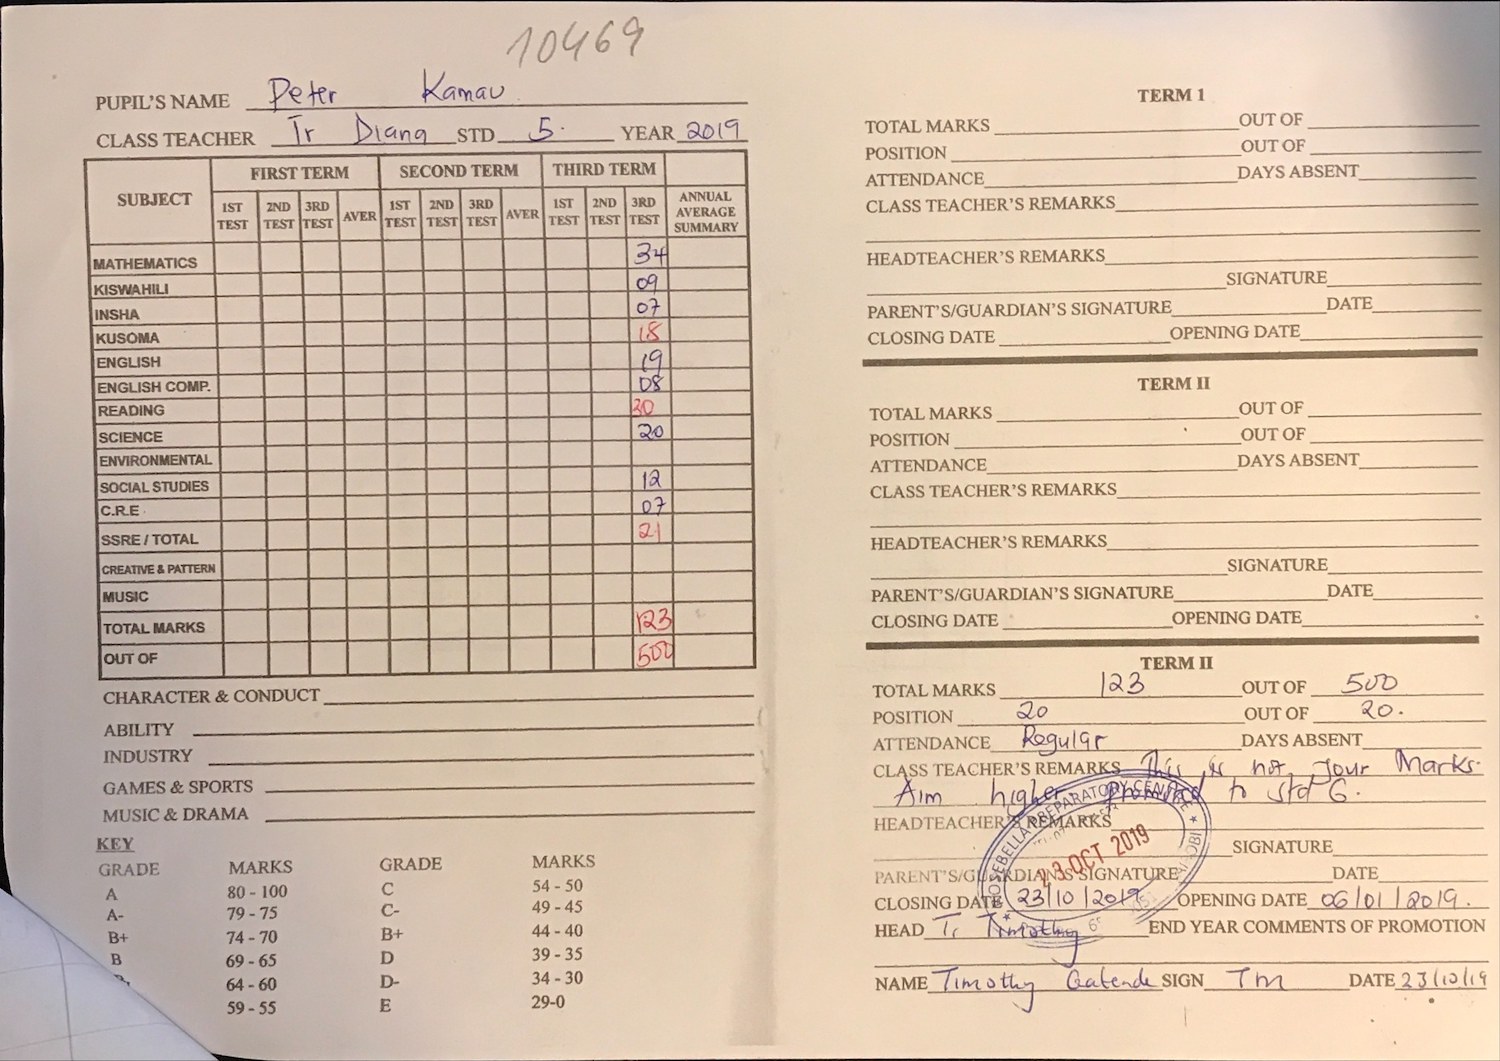 10469
PUPIL'S NAME Peter Kamau
CLASS TEACHER Tr Diang STD 5. YEAR 2019
SUBJECT FIRST TERM SECOND TERM THIRD TERM
1ST TEST 2ND TEST 3RD TEST AVER 1ST TEST 2ND TEST 3RD TEST AVER 1ST TEST 2ND TEST 3RD TEST ANNUAL AVERAGE SUMMARY
MATHEMATICS 34
KISWAHILI 09
INSHA 07
KUSOMA 18
ENGLISH 19
ENGLISH COMP. 08
READING 30
SCIENCE 20
ENVIRONMENTAL
SOCIAL STUDIES 12
C.R.E 07
SSRE / TOTAL 21
CREATIVE & PATTERN
MUSIC
TOTAL MARKS 123
OUT OF 500
CHARACTER & CONDUCT
ABILITY
INDUSTRY
GAMES & SPORTS
MUSIC & DRAMA
KEY
GRADE MARKS GRADE MARKS
A 80 - 100 C 54 - 50
A- 79 - 75 C- 49 - 45
B+ 74 - 70 B+ 44 - 40
B 69 - 65 D 39 - 35
64 - 60 D- 34 - 30
59 - 55 E 29-0
TERM 1
TOTAL MARKS OUT OF
POSITION OUT OF
ATTENDANCE DAYS ABSENT
CLASS TEACHER'S REMARKS
HEADTEACHER'S REMARKS
SIGNATURE
PARENT'S/GUARDIAN'S SIGNATURE DATE
CLOSING DATE OPENING DATE
TERM II
TOTAL MARKS OUT OF
POSITION OUT OF
ATTENDANCE DAYS ABSENT
CLASS TEACHER'S REMARKS
HEADTEACHER'S REMARKS
SIGNATURE
PARENT'S/GUARDIAN'S SIGNATURE DATE
CLOSING DATE OPENING DATE
TERM II
TOTAL MARKS 123 OUT OF 500
POSITION 20 OUT OF 20.
ATTENDANCE Regular DAYS ABSENT
CLASS TEACHER'S REMARKS This is not your Marks.
Aim higher promoted to std 6.
HEADTEACHER'S REMARKS
SIGNATURE
PARENT'S/GUARDIAN'S SIGNATURE DATE
CLOSING DATE 23/10/2019 OPENING DATE 06/01/2019.
HEAD Tr Timothy END YEAR COMMENTS OF PROMOTION
NAME Timothy Gatende SIGN Tm DATE 23/10/19
PREPARATORY CENTRE
23 OCT 2019